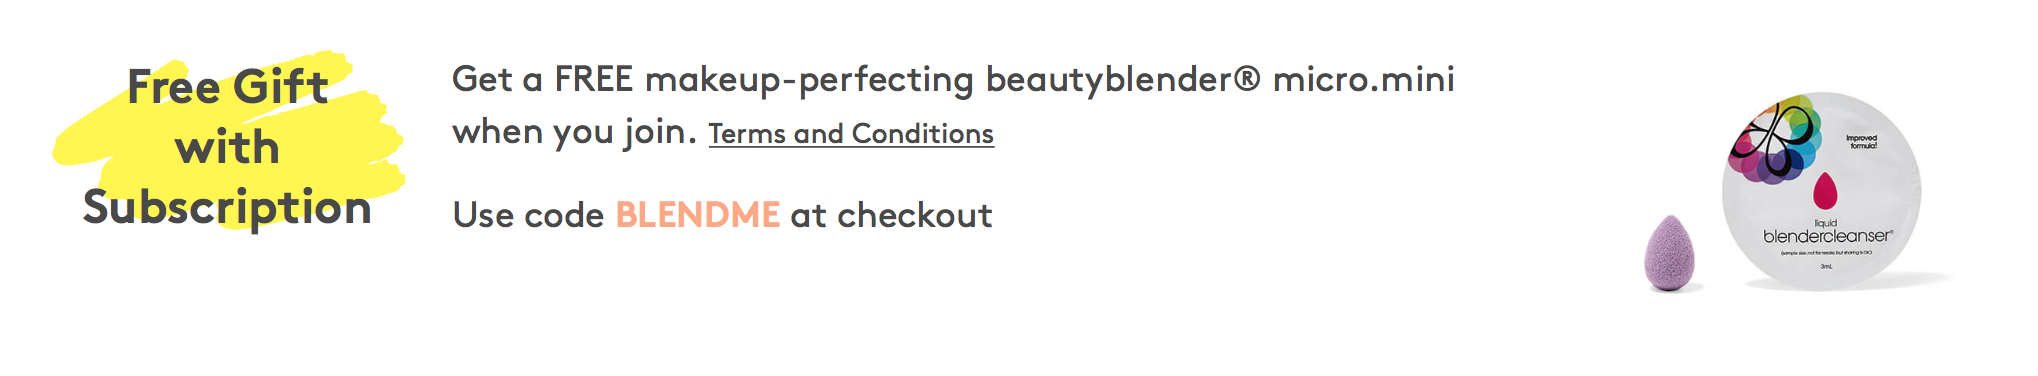 Free Gift
with
Subscription
Get a FREE makeup-perfecting beautyblender® micro.mini
when you join. Terms and Conditions
Use code BLENDME at checkout
improved
formula!
liquid
blendercleanser®
(sample size. not for resale, but sharing is OK.)
3mL